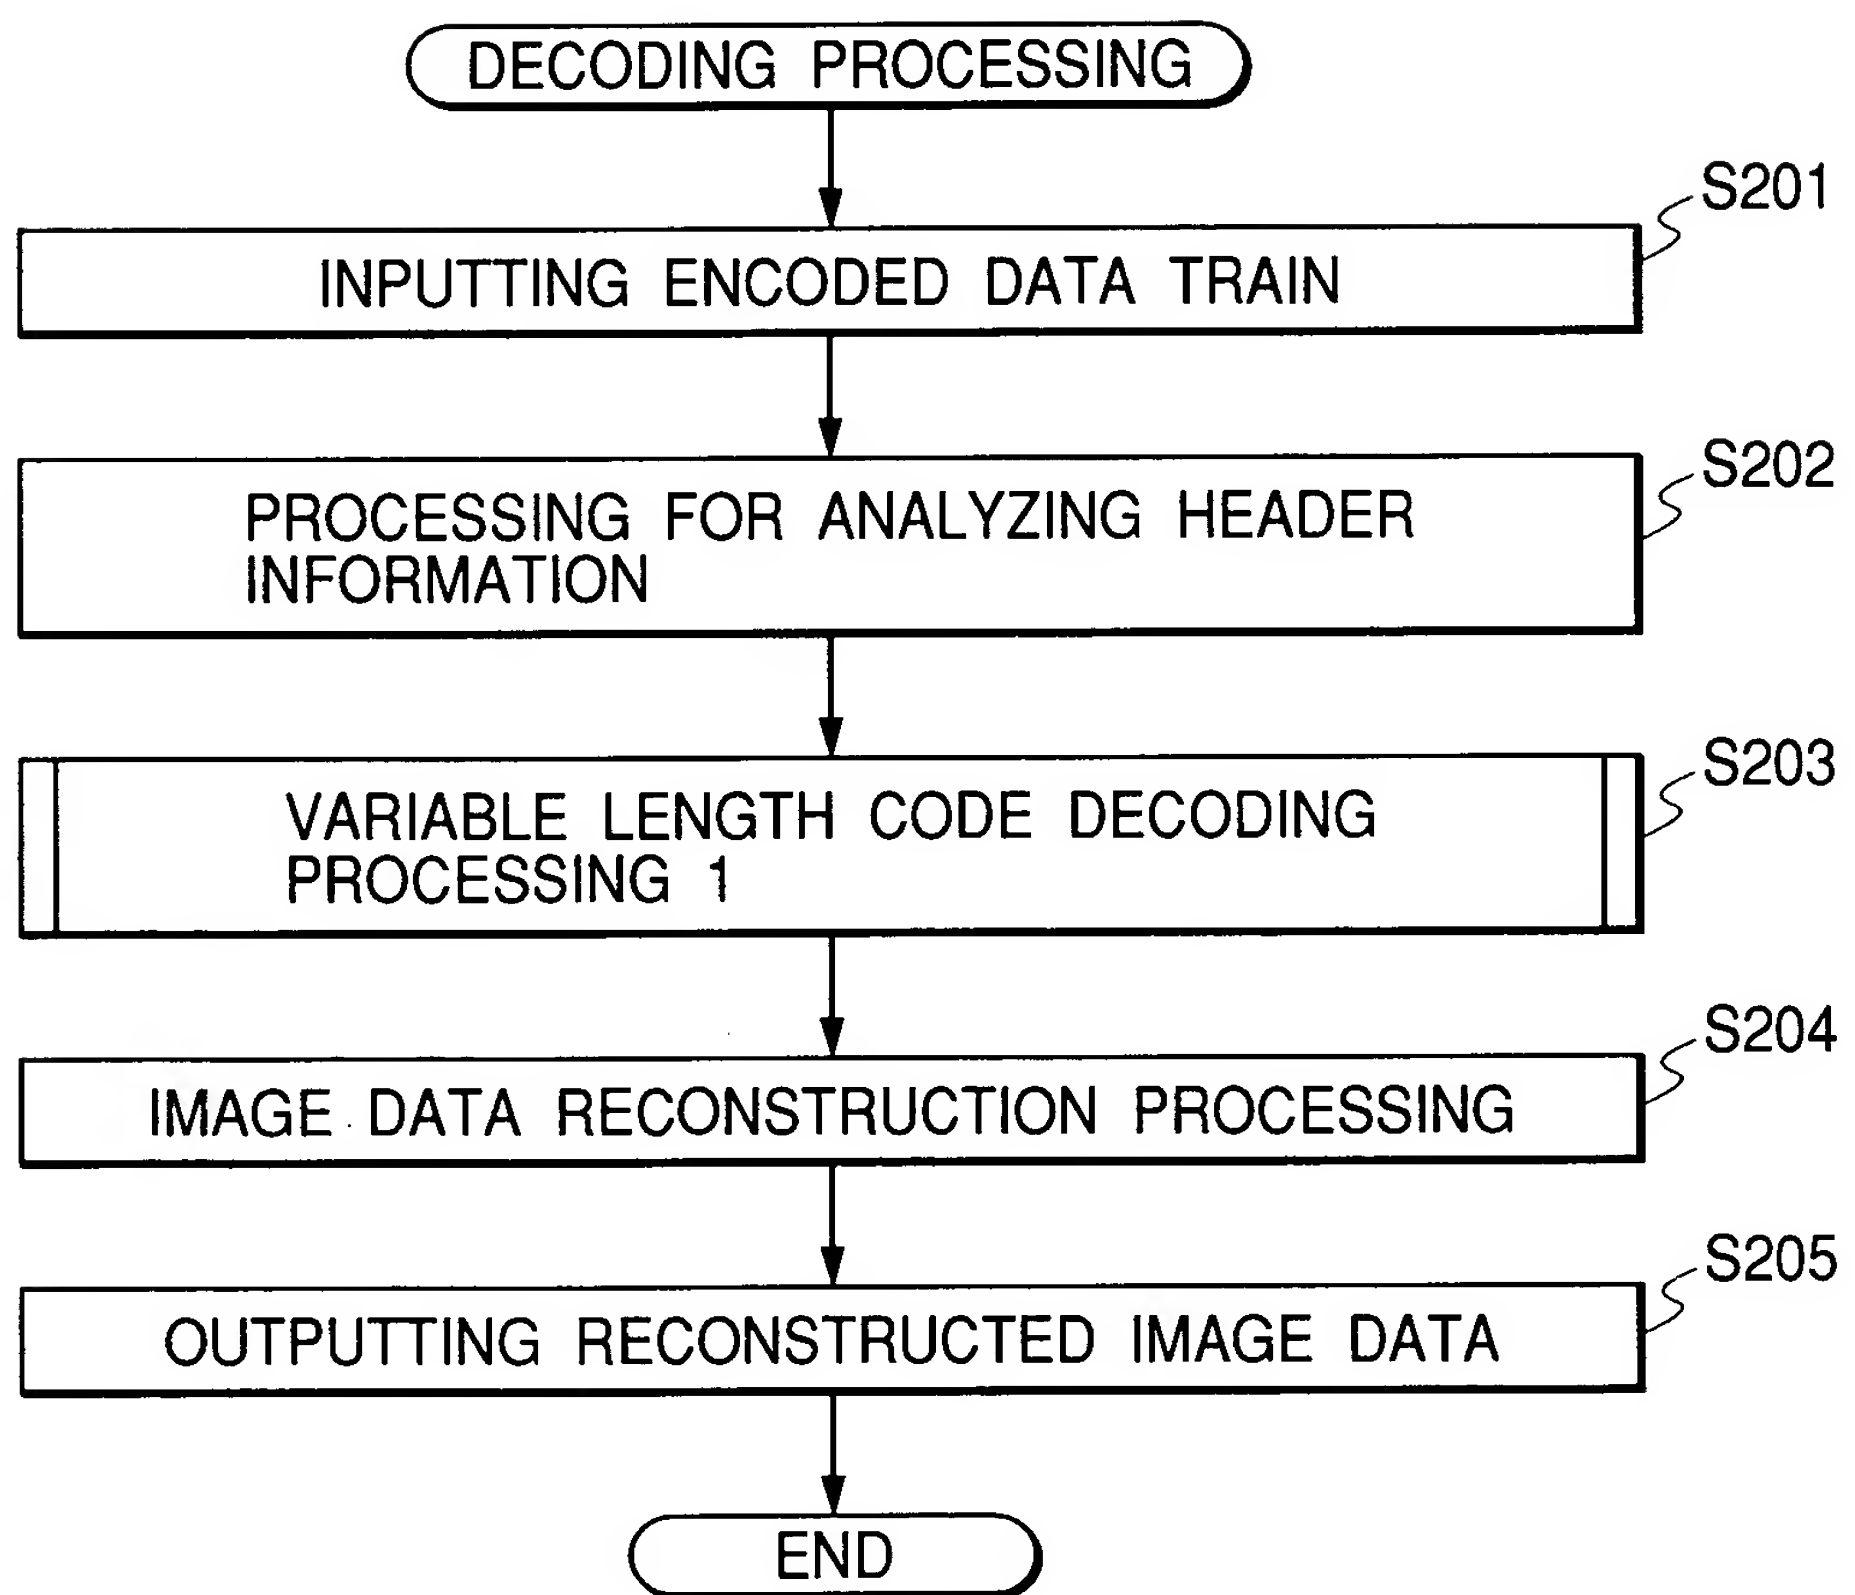 DECODING PROCESSING
S201
INPUTTING ENCODED DATA TRAIN
S202
PROCESSING FOR ANALYZING HEADER
INFORMATION
S203
VARIABLE LENGTH CODE DECODING
PROCESSING 1
S204
IMAGE DATA RECONSTRUCTION PROCESSING
S205
OUTPUTTING RECONSTRUCTED IMAGE DATA
END